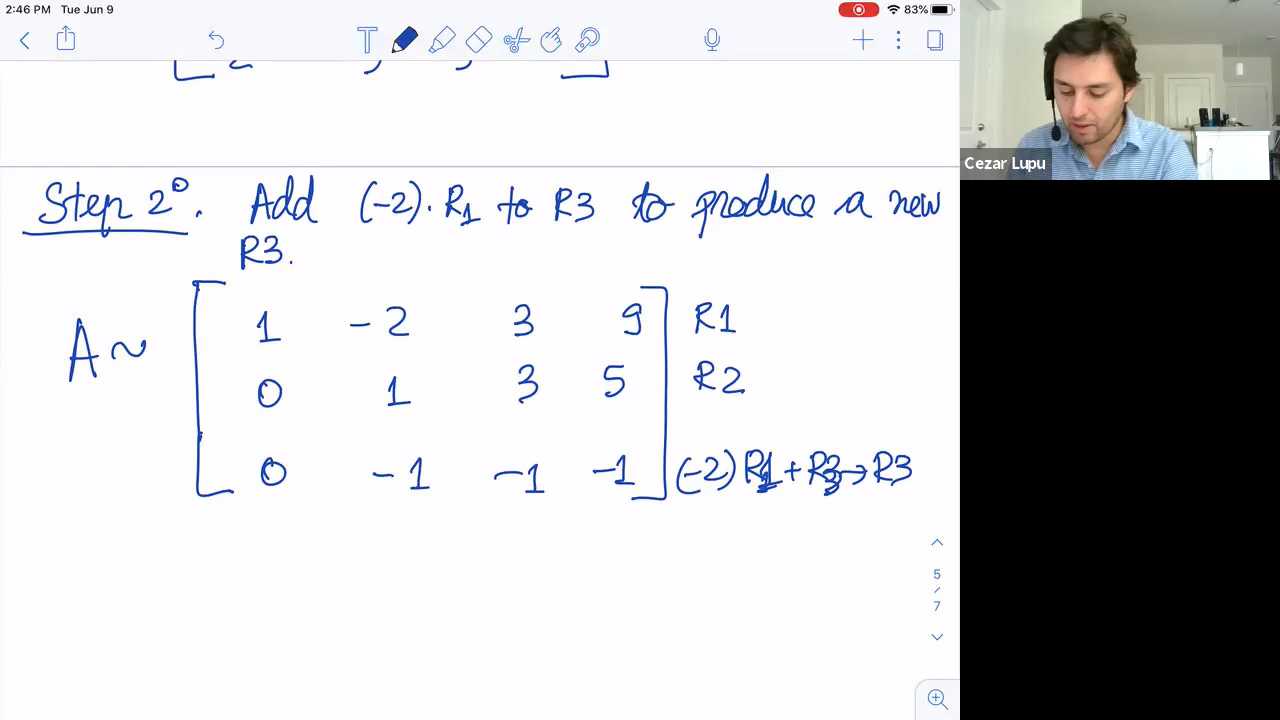 2:46 PM Tue Jun 9
83%
T
Step 2⁰. Add (-2)·R1 to R3 to produce a new
R3.
A ~
1 -2 3 9 R1
0 1 3 5 R2
0 -1 -1 -1 (-2)R1+R3→R3
Cezar Lupu
5
/
7